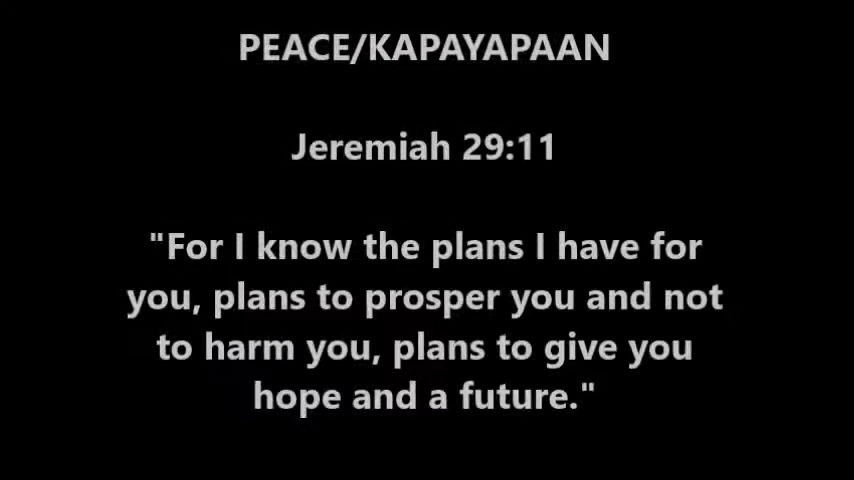 PEACE/KAPAYAPAAN
Jeremiah 29:11
"For I know the plans I have for
you, plans to prosper you and not
to harm you, plans to give you
hope and a future."